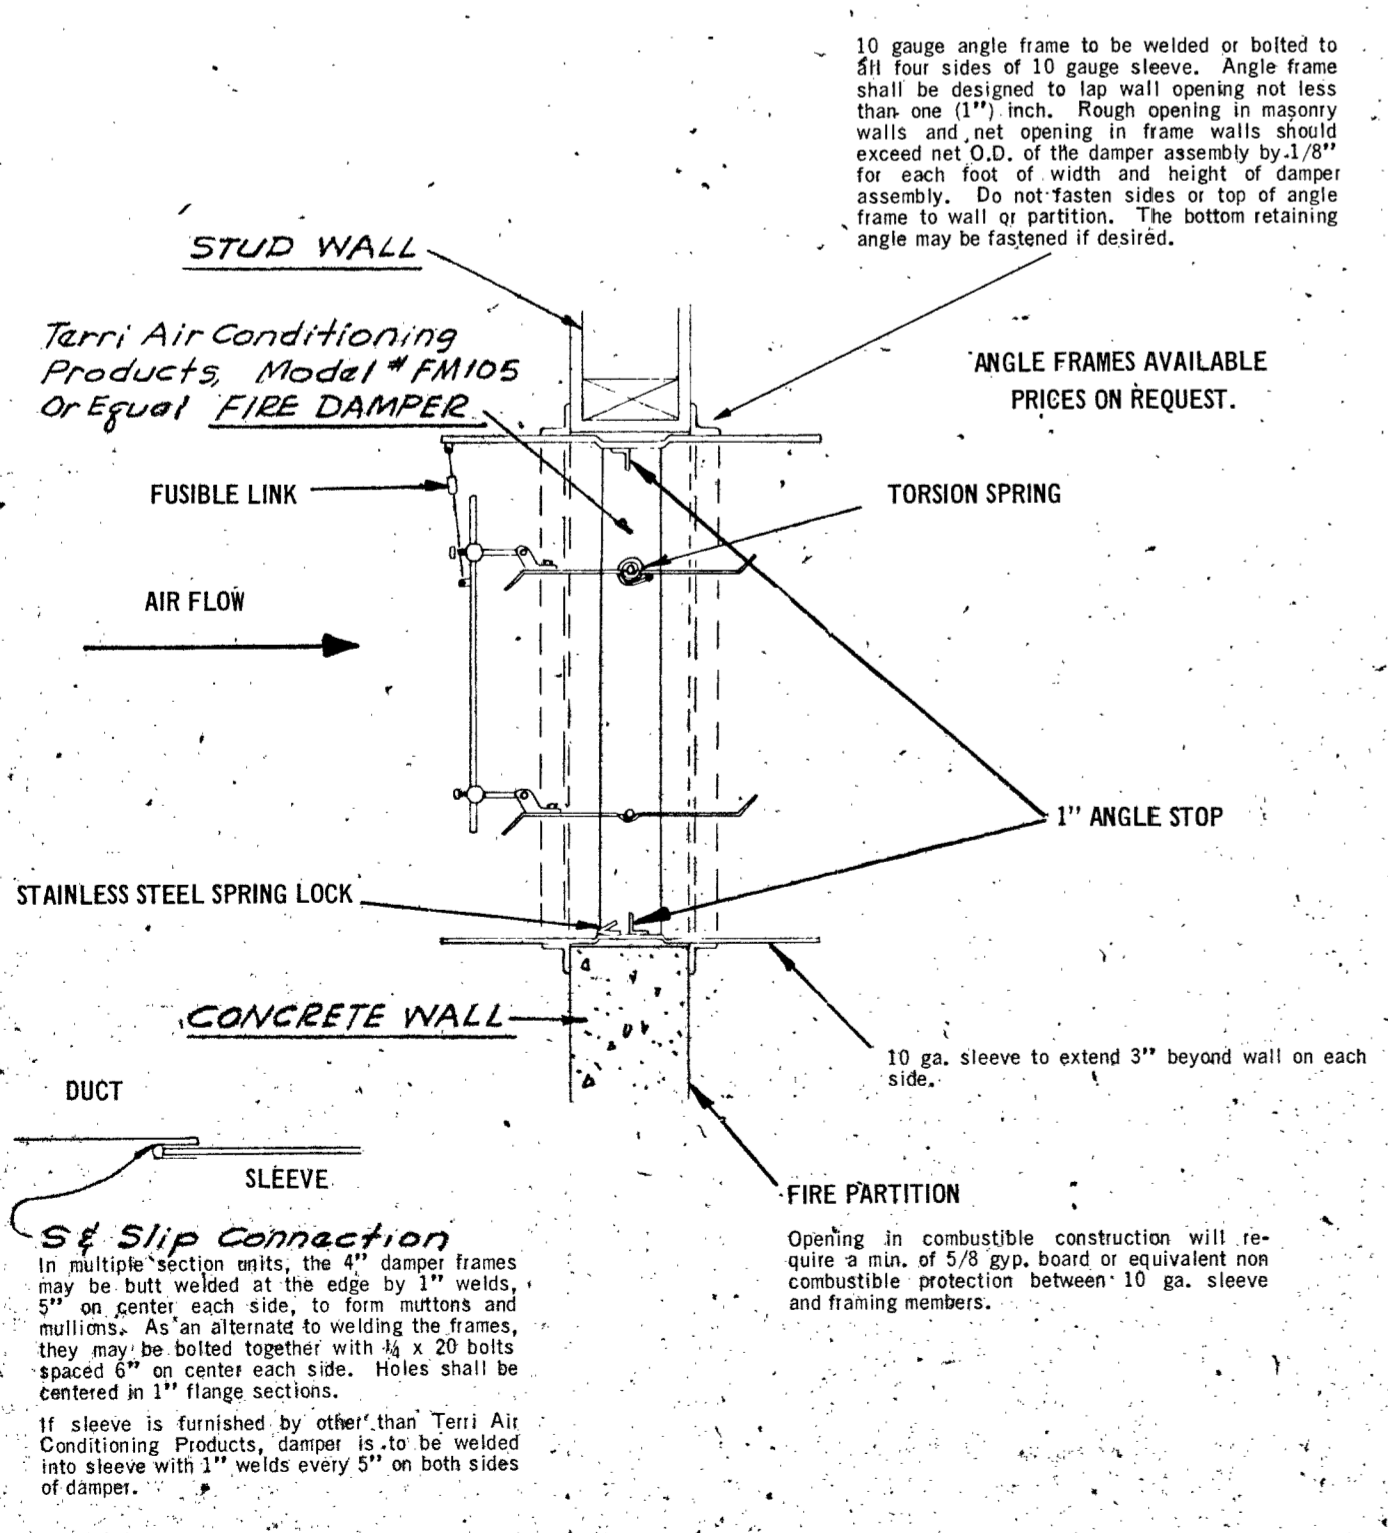 10 gauge angle frame to be welded or bolted to
all four sides of 10 gauge sleeve. Angle frame
shall be designed to lap wall opening not less
than one (1") inch. Rough opening in masonry
walls and net opening in frame walls should
exceed net O.D. of the damper assembly by 1/8"
for each foot of width and height of damper
assembly. Do not fasten sides or top of angle
frame to wall or partition. The bottom retaining
angle may be fastened if desired.
STUD WALL
Terri Air Conditioning
Products, Model # FM105
Or Equal FIRE DAMPER
ANGLE FRAMES AVAILABLE
PRICES ON REQUEST.
FUSIBLE LINK
TORSION SPRING
AIR FLOW
1" ANGLE STOP
STAINLESS STEEL SPRING LOCK
CONCRETE WALL
10 ga. sleeve to extend 3" beyond wall on each
side.
DUCT
SLEEVE
FIRE PARTITION
Opening in combustible construction will re-
quire a min. of 5/8 gyp. board or equivalent non
combustible protection between 10 ga. sleeve
and framing members.
S & Slip Connection
In multiple section units, the 4" damper frames
may be butt welded at the edge by 1" welds,
5" on center each side, to form muttons and
mullions. As an alternate to welding the frames,
they may be bolted together with ¼ x 20 bolts
spaced 6" on center each side. Holes shall be
centered in 1" flange sections.
If sleeve is furnished by other than Terri Air
Conditioning Products, damper is to be welded
into sleeve with 1" welds every 5" on both sides
of damper.